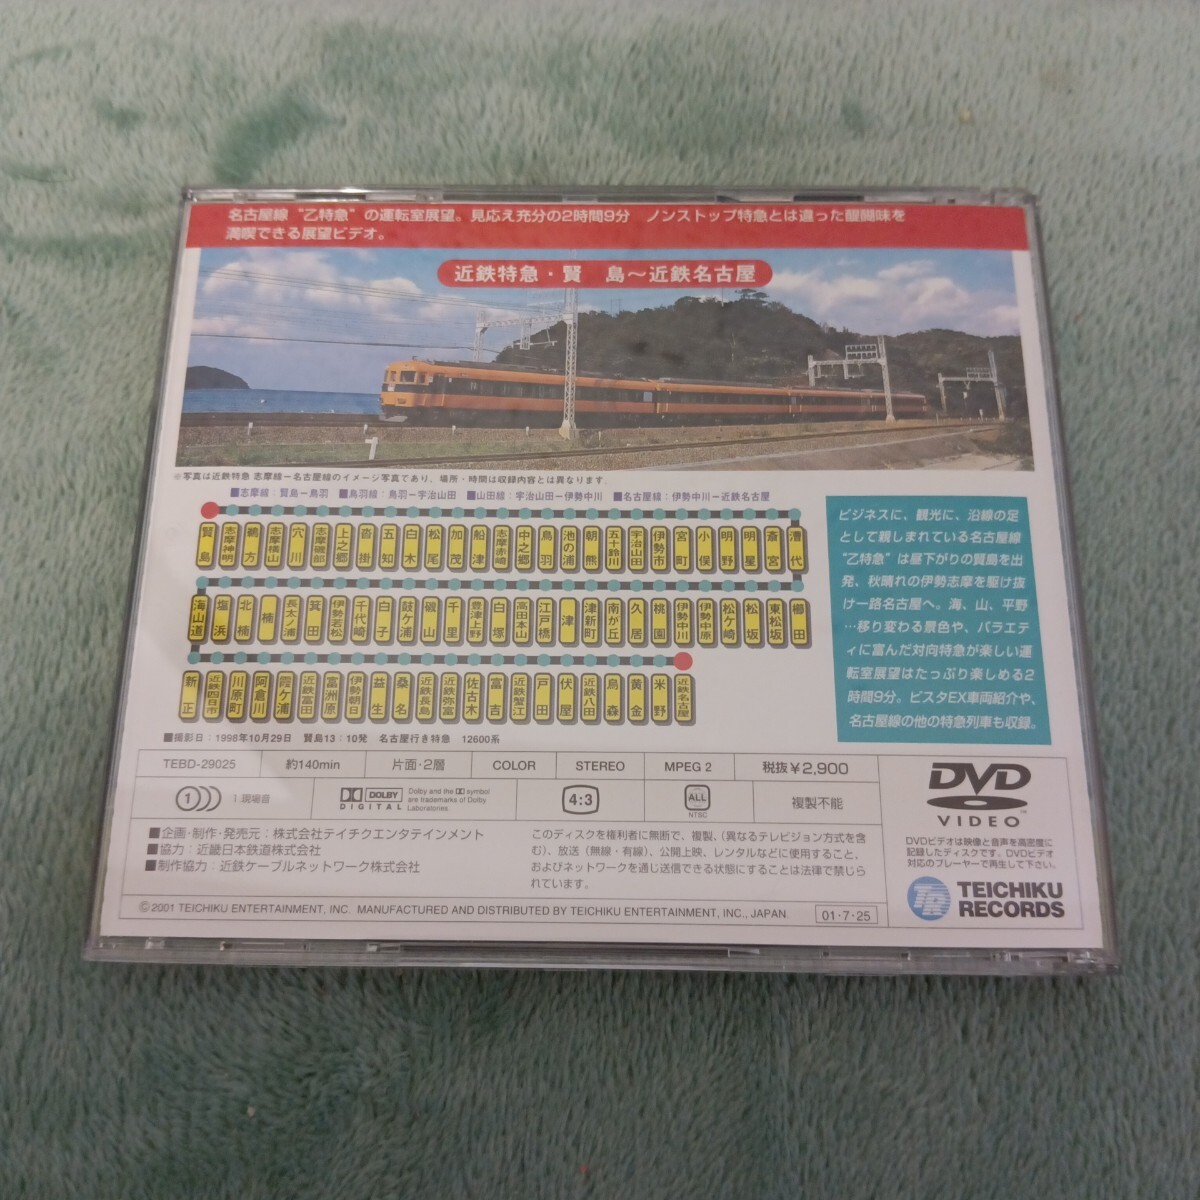 名古屋線 "乙特急" の運転室展望。見応え充分の2時間9分　ノンストップ特急とは違った醍醐味を
満喫できる展望ビデオ。
近鉄特急・賢　島〜近鉄名古屋
※写真は近鉄特急 志摩線ー名古屋線のイメージ写真であり、場所・時間は収録内容とは異なります。
■志摩線：賢島ー鳥羽　■鳥羽線：鳥羽ー宇治山田　■山田線：宇治山田ー伊勢中川　■名古屋線：伊勢中川ー近鉄名古屋
賢島 志摩神明 鵜方 志摩横山 穴川 志摩磯部 上之郷 沓掛 五知 白木 松尾 加茂 船津 志摩赤崎 中之郷 鳥羽 池の浦 朝熊 五十鈴川 宇治山田 伊勢市 宮町 小俣 明野 明星 斎宮 漕代
海山道 塩浜 北楠 楠 長太ノ浦 箕田 伊勢若松 千代崎 白子 鼓ケ浦 磯山 千里 豊津上野 白塚 高田本山 江戸橋 津 津新町 南が丘 久居 桃園 伊勢中川 伊勢中原 松ケ崎 松阪 東松阪 櫛田
新正 近鉄四日市 川原町 阿倉川 霞ケ浦 近鉄富田 富洲原 伊勢朝日 益生 桑名 近鉄長島 近鉄弥富 佐古木 富吉 近鉄蟹江 戸田 伏屋 近鉄八田 烏森 黄金 米野 近鉄名古屋
■撮影日：1998年10月29日　賢島13：10発　名古屋行き特急　12600系
ビジネスに、観光に、沿線の足
として親しまれている名古屋線
"乙特急" は昼下がりの賢島を出
発、秋晴れの伊勢志摩を駆け抜
け一路名古屋へ。海、山、平野
…移り変わる景色や、バラエテ
ィに富んだ対向特急が楽しい運
転室展望はたっぷり楽しめる2
時間9分。ビスタEX車両紹介や、
名古屋線の他の特急列車も収録。
TEBD-29025 約140min 片面・2層 COLOR STEREO MPEG 2 税抜￥2,900
1 1.現場音 DOLBY DIGITAL Dolby and the DD symbol are trademarks of Dolby Laboratories 4:3 ALL NTSC 複製不能
DVD
VIDEO
DVDビデオは映像と音声を高密度に
記録したディスクです。DVDビデオ
対応のプレーヤーで再生して下さい。
■企画・制作・発売元：株式会社テイチクエンタテインメント
■協力：近畿日本鉄道株式会社
■制作協力：近鉄ケーブルネットワーク株式会社
このディスクを権利者に無断で、複製、(異なるテレビジョン方式を含
む)、放送（無線・有線)、公開上映、レンタルなどに使用すること、
およびネットワークを通じ送信できる状態にすることは法律で禁じら
れています。
TR TEICHIKU
RECORDS
©2001 TEICHIKU ENTERTAINMENT, INC. MANUFACTURED AND DISTRIBUTED BY TEICHIKU ENTERTAINMENT, INC., JAPAN. 01・7・25